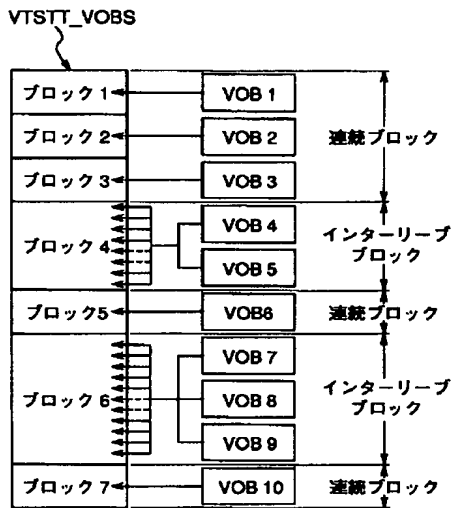 VTSTT_VOBS
ブロック1
VOB 1
ブロック2
VOB 2
連続ブロック
ブロック3
VOB 3
ブロック
4
VOB 4
VOB 5
インターリーブ
ブロック
ブロック5
VOB6
連続ブロック
ブロック
6
VOB 7
VOB 8
VOB 9
インターリーブ
ブロック
ブロック7
VOB 10
連続ブロック